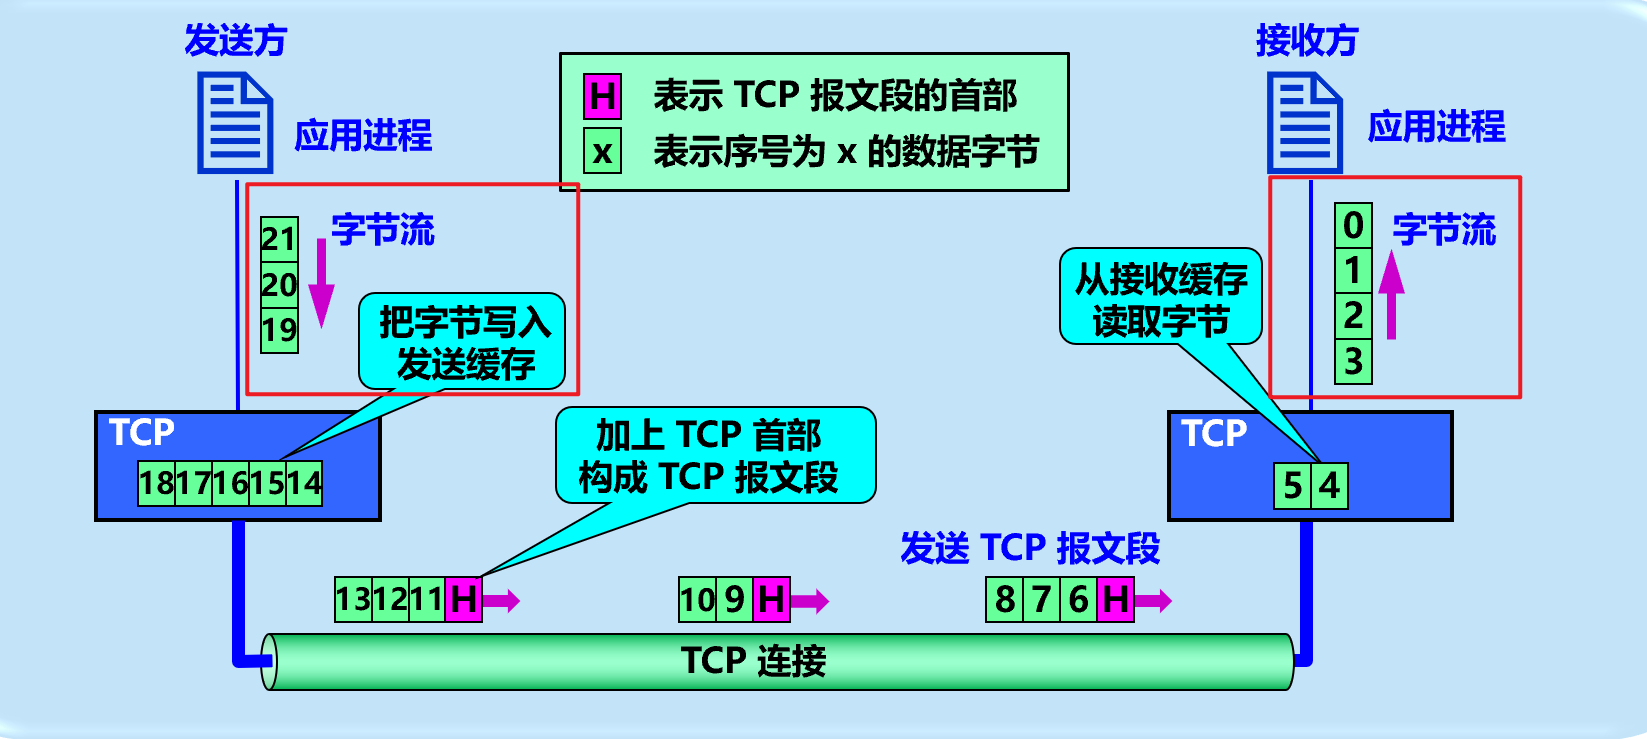 发送方
接收方
H 表示 TCP 报文段的首部
x 表示序号为 x 的数据字节
应用进程
应用进程
21
20
19
字节流
把字节写入
发送缓存
0
1
2
3
字节流
从接收缓存
读取字节
TCP
18 17 16 15 14
加上 TCP 首部
构成 TCP 报文段
TCP
5 4
发送 TCP 报文段
13 12 11 H
10 9 H
8 7 6 H
TCP 连接